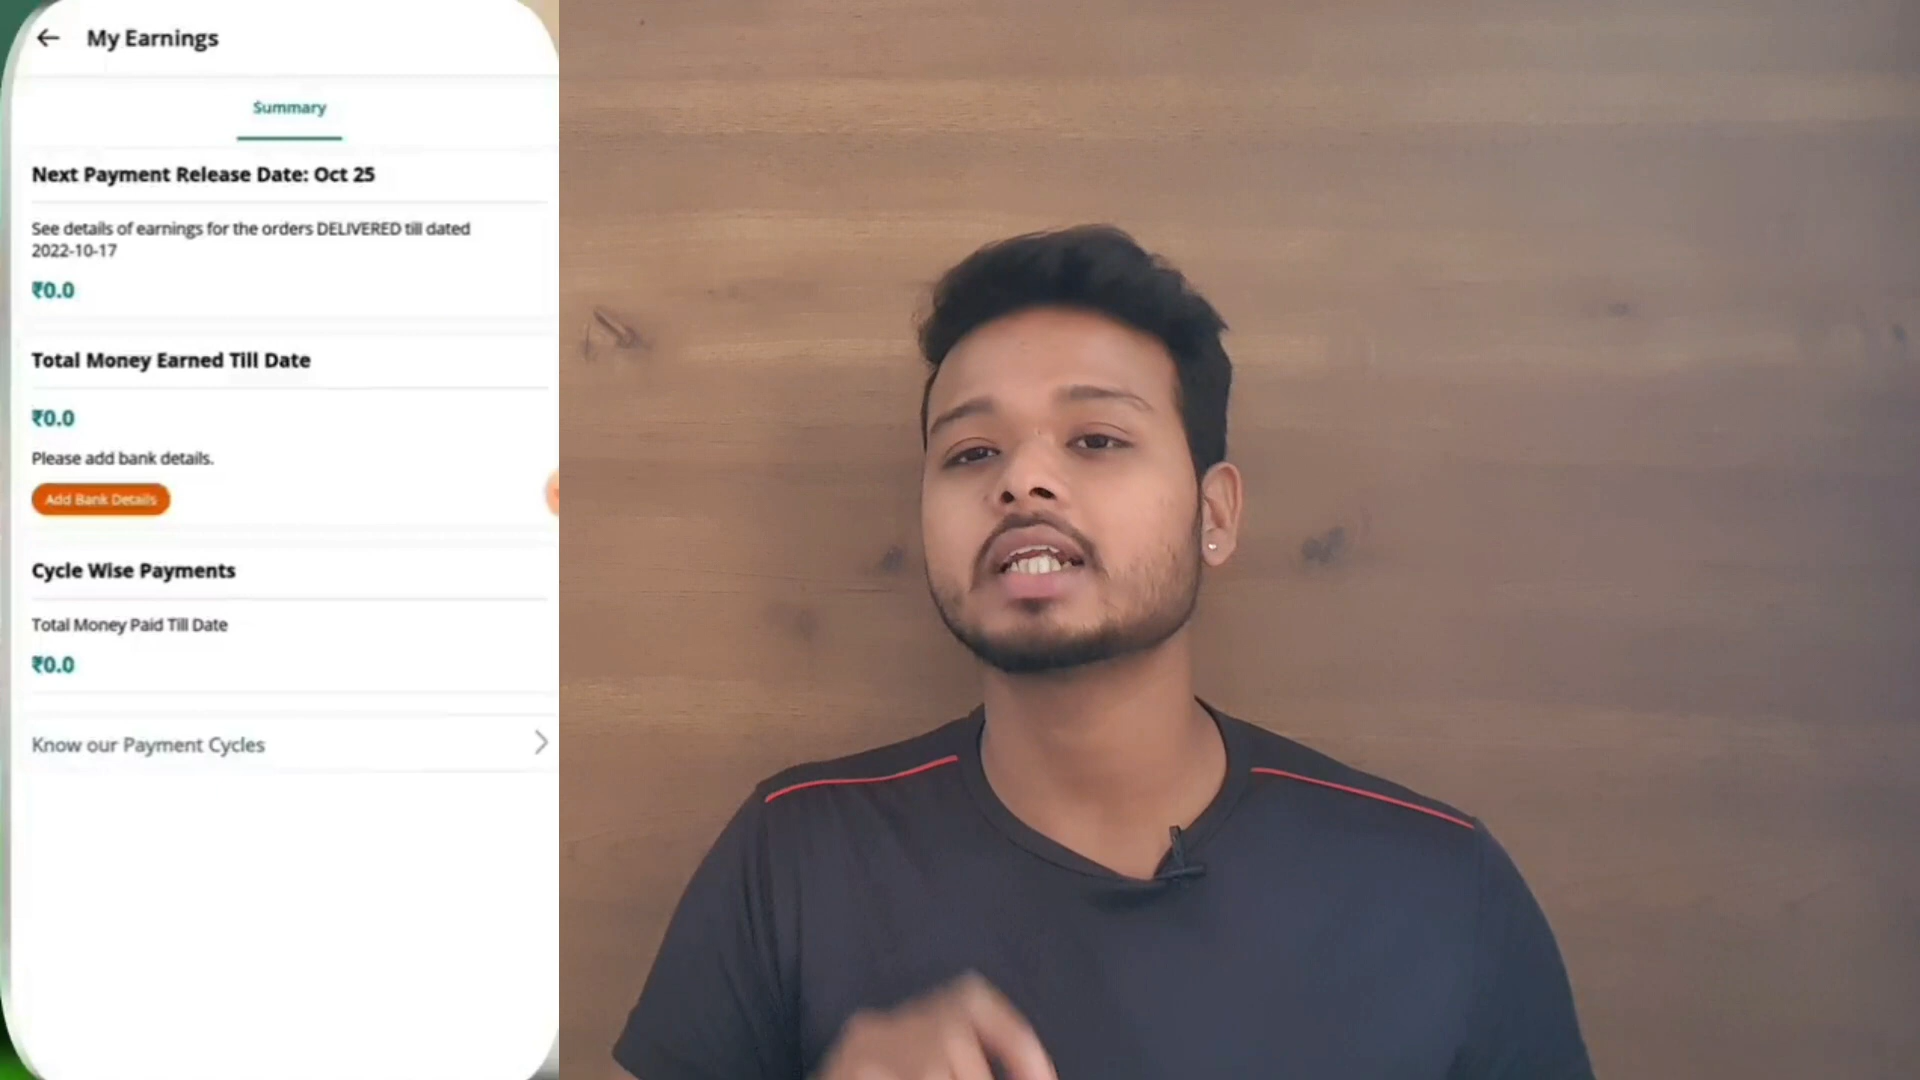 My Earnings
Summary
Next Payment Release Date: Oct 25
See details of earnings for the orders DELIVERED till dated
2022-10-17
₹0.0
Total Money Earned Till Date
₹0.0
Please add bank details.
Add Bank Details
Cycle Wise Payments
Total Money Paid Till Date
₹0.0
Know our Payment Cycles